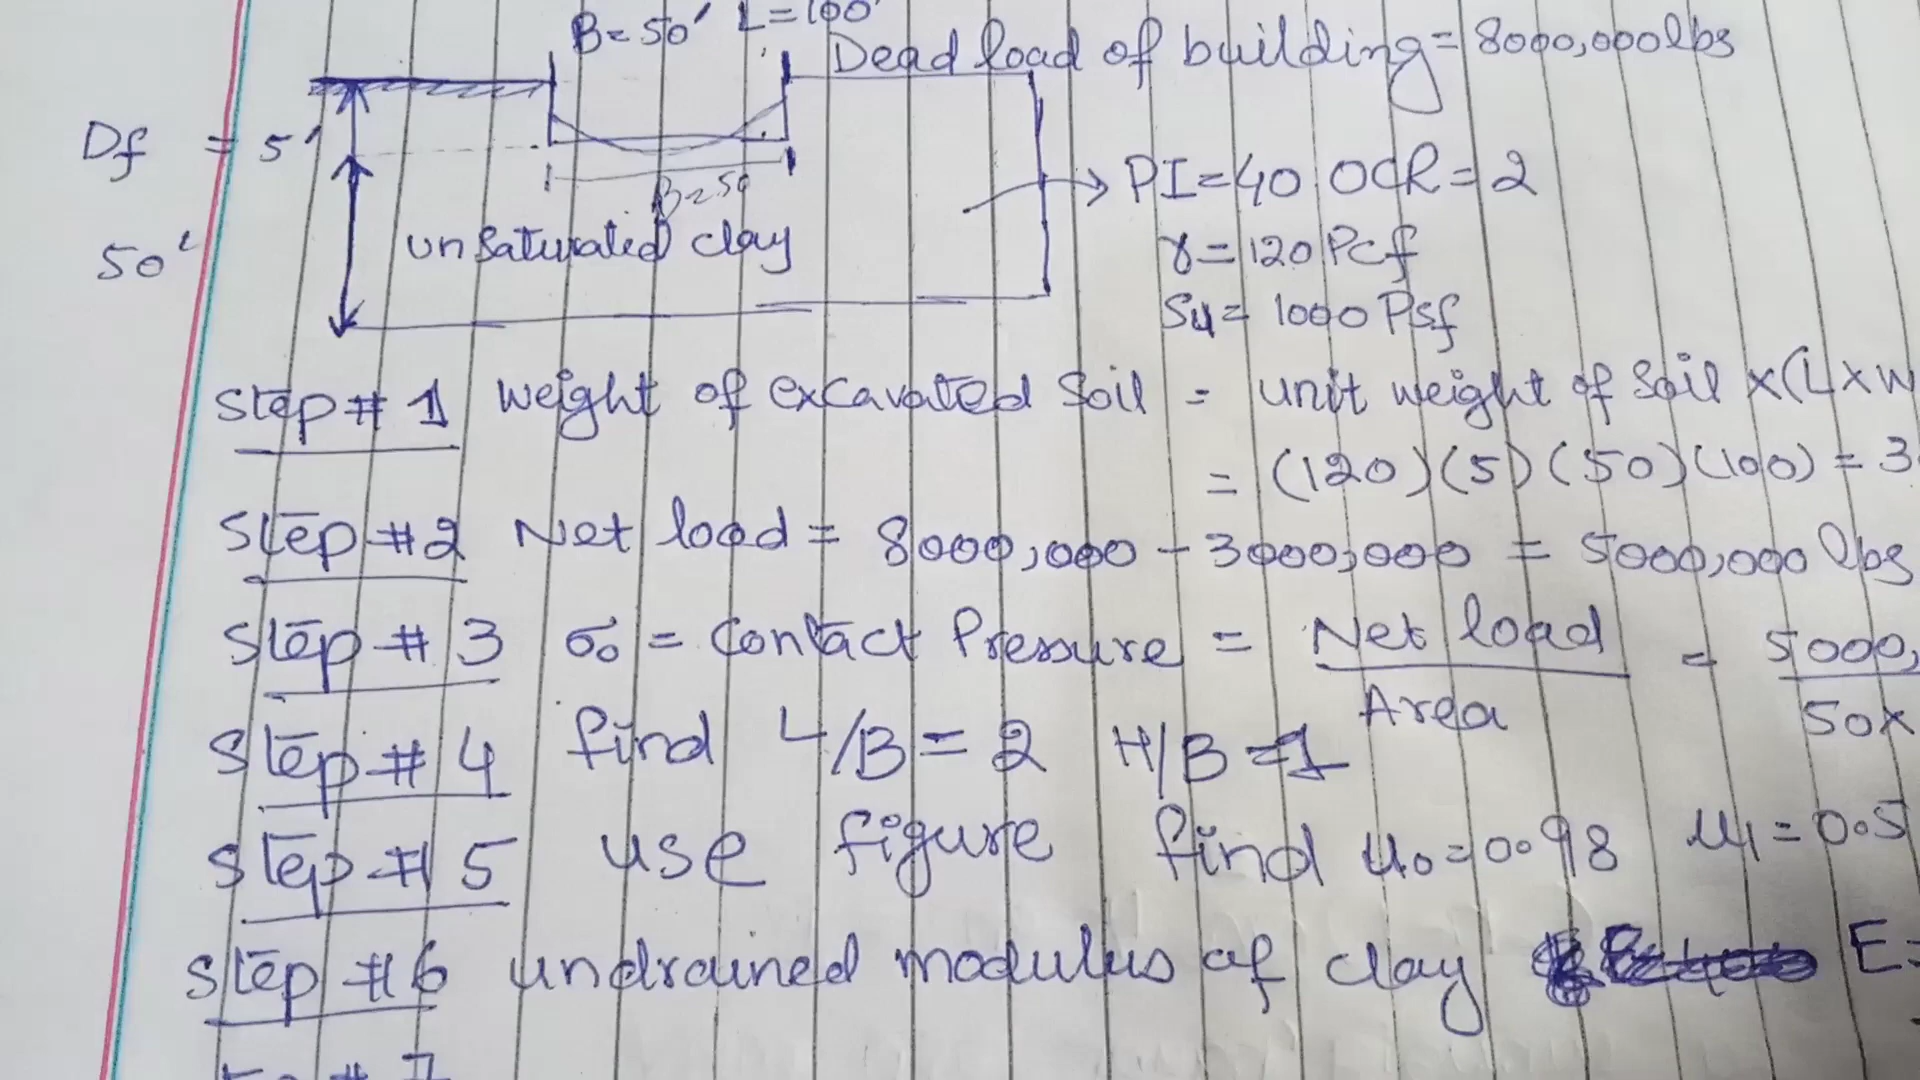 B=50' L=100'
Dead load of building=8000,000lbs
Df = 5'
B=50
PI=40 OCR=2
50'
unsaturated clay
γ=120 Pcf
Su= 1000 Psf
Step# 1 weight of excavated Soil = unit weight of Soil x(LxW
= (120)(5)(50)(100) = 3
Step #2 Net load = 8000,000-3000,000 = 5000,000 lbs
Step # 3 σo = Contact Pressure = Net load / Area = 5000, / 50x
Step # 4 find L/B=2 H/B=1
Step # 5 use figure find μo=0.98 μ1=0.5
Step #6 undrained modulus of clay E=